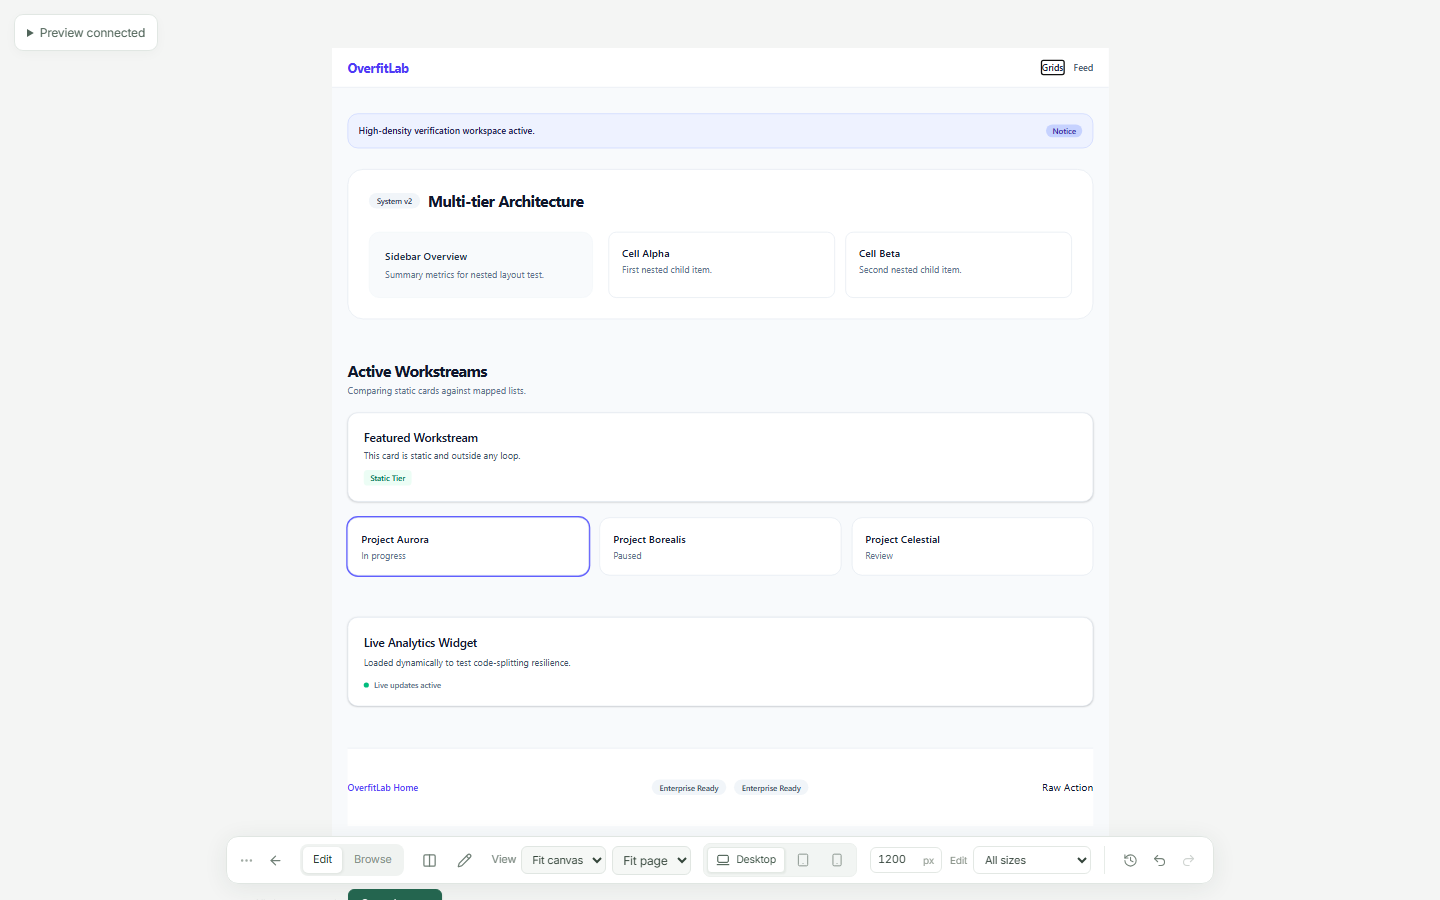 ▶ Preview connected
OverfitLab
Grids Feed
High-density verification workspace active.
Notice
System v2 Multi-tier Architecture
Sidebar Overview
Summary metrics for nested layout test.
Cell Alpha
First nested child item.
Cell Beta
Second nested child item.
Active Workstreams
Comparing static cards against mapped lists.
Featured Workstream
This card is static and outside any loop.
Static Tier
Project Aurora
In progress
Project Borealis
Paused
Project Celestial
Review
Live Analytics Widget
Loaded dynamically to test code-splitting resilience.
Live updates active
OverfitLab Home
Enterprise Ready Enterprise Ready
Raw Action
Edit Browse View Fit canvas Fit page Desktop 1200 px Edit All sizes